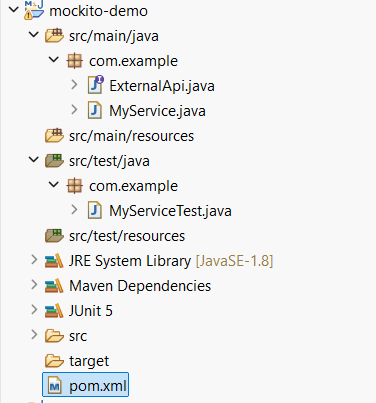 mockito-demo
src/main/java
com.example
ExternalApi.java
MyService.java
src/main/resources
src/test/java
com.example
MyServiceTest.java
src/test/resources
JRE System Library [JavaSE-1.8]
Maven Dependencies
JUnit 5
src
target
pom.xml